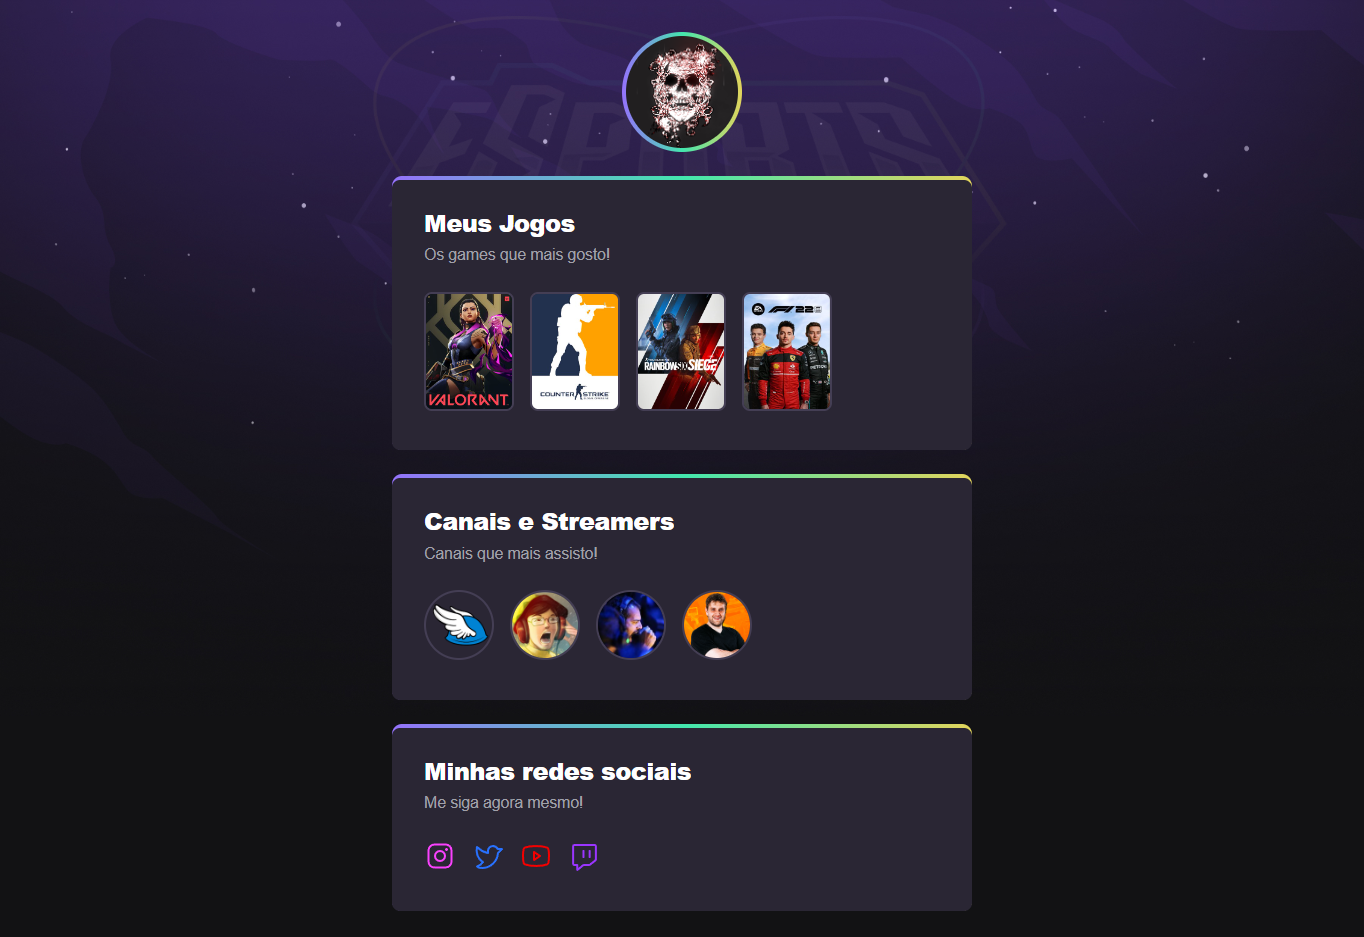 ESPORTS
Meus Jogos
Os games que mais gosto!
VALORANT
COUNTER STRIKE
RAINBOW SIX SIEGE
F1 22
Canais e Streamers
Canais que mais assisto!
Minhas redes sociais
Me siga agora mesmo!